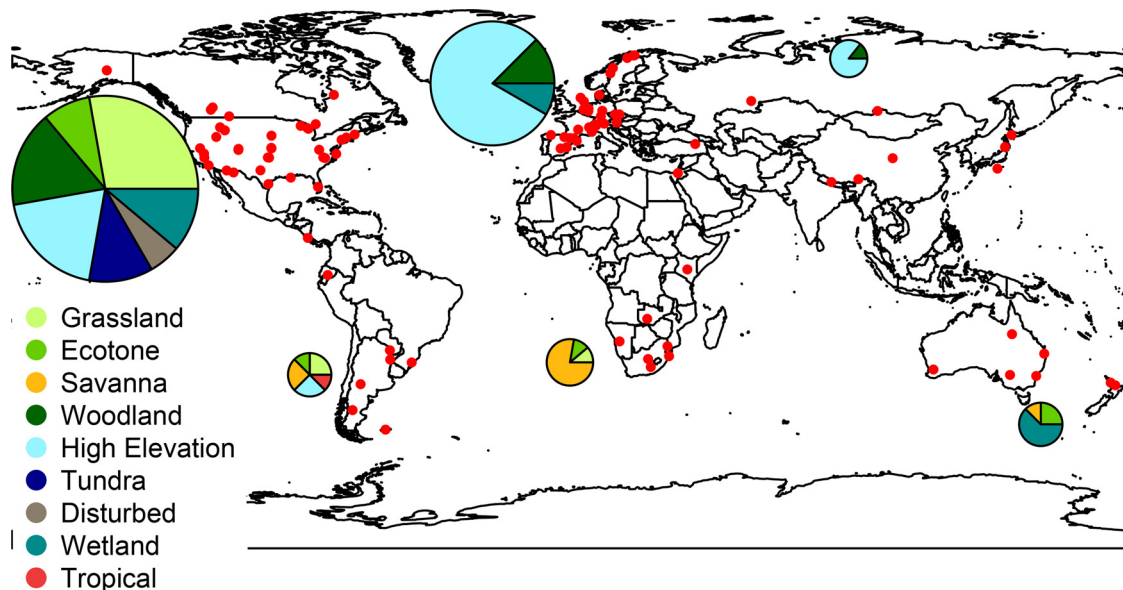 Grassland
Ecotone
Savanna
Woodland
High Elevation
Tundra
Disturbed
Wetland
Tropical